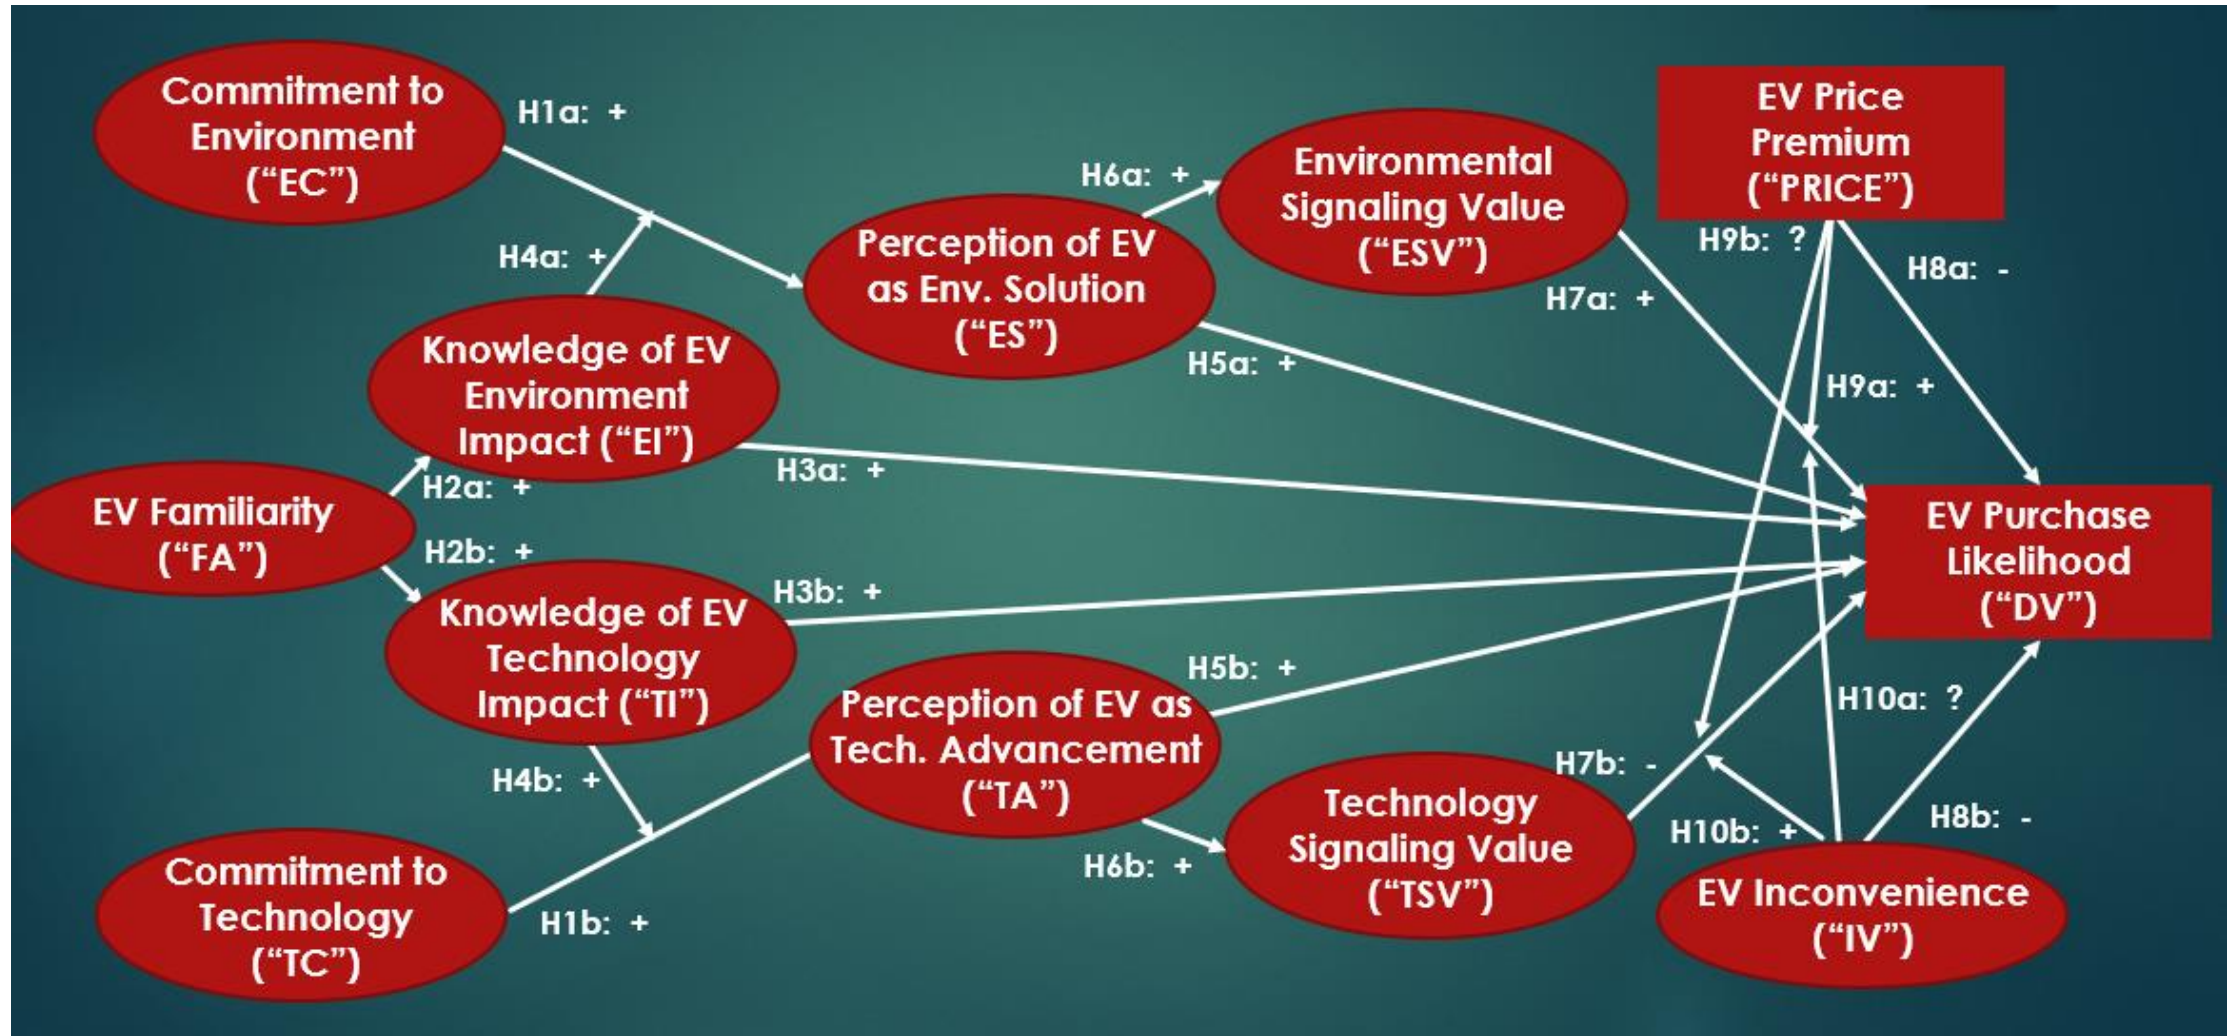 Commitment to
Environment
(“EC”)
H1a: +
H4a: +
Knowledge of EV
Environment
Impact (“EI”)
H2a: +
EV Familiarity
(“FA”)
H2b: +
Knowledge of EV
Technology
Impact (“TI”)
H4b: +
Commitment to
Technology
(“TC”)
H1b: +
H3a: +
H3b: +
Perception of EV
as Env. Solution
(“ES”)
H6a: +
H5a: +
Perception of EV as
Tech. Advancement
(“TA”)
H5b: +
H6b: +
Environmental
Signaling Value
(“ESV”)
H7a: +
Technology
Signaling Value
(“TSV”)
H7b: -
EV Price
Premium
(“PRICE”)
H9b: ?
H8a: -
H9a: +
EV Purchase
Likelihood
(“DV”)
H10a: ?
H10b: +
H8b: -
EV Inconvenience
(“IV”)